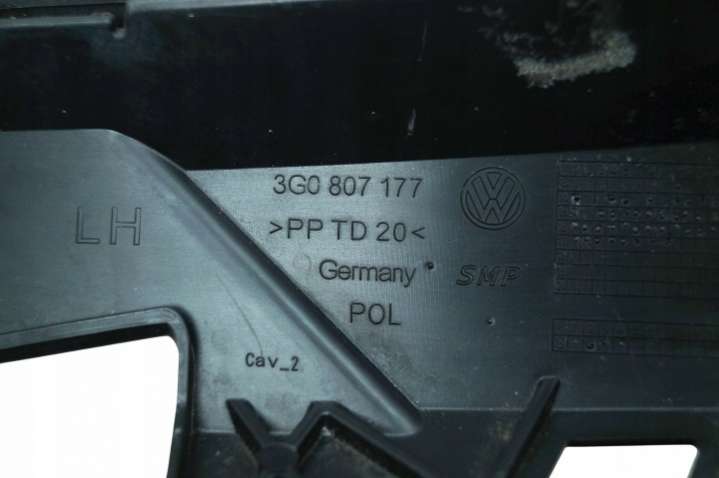 3G0 807 177
LH
>PP TD 20<
Germany
SMP
POL
Cav_2